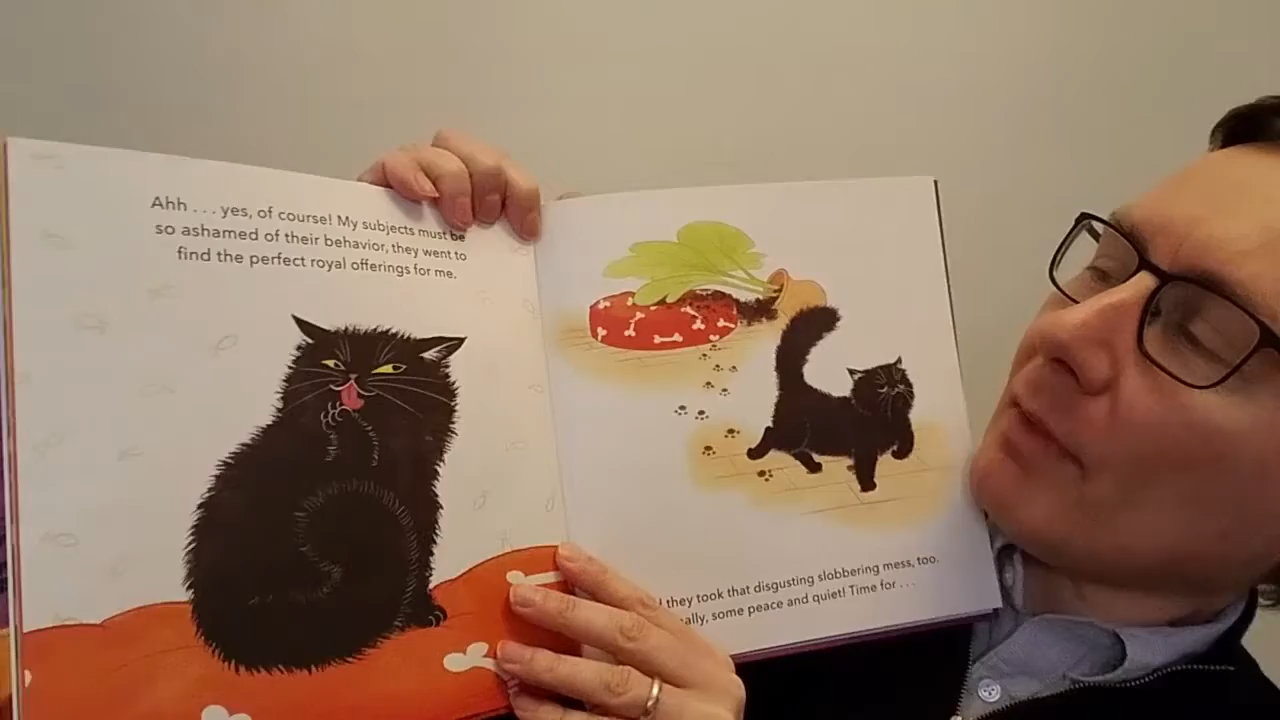 Ahh . . . yes, of course! My subjects must be
so ashamed of their behavior, they went to
find the perfect royal offerings for me.
they took that disgusting slobbering mess, too.
some peace and quiet! Time for . . .